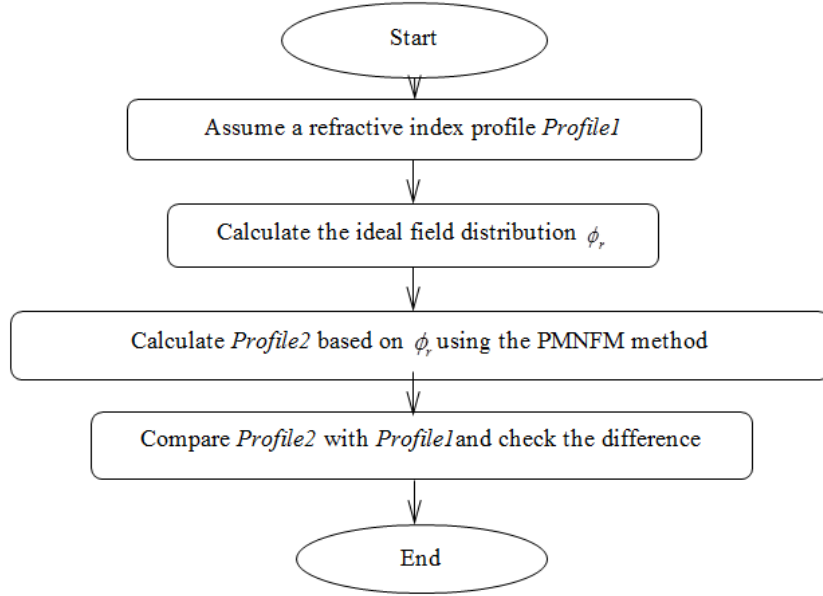 Start
Assume a refractive index profile Profile1
Calculate the ideal field distribution ϕr
Calculate Profile2 based on ϕr using the PMNFM method
Compare Profile2 with Profile1and check the difference
End